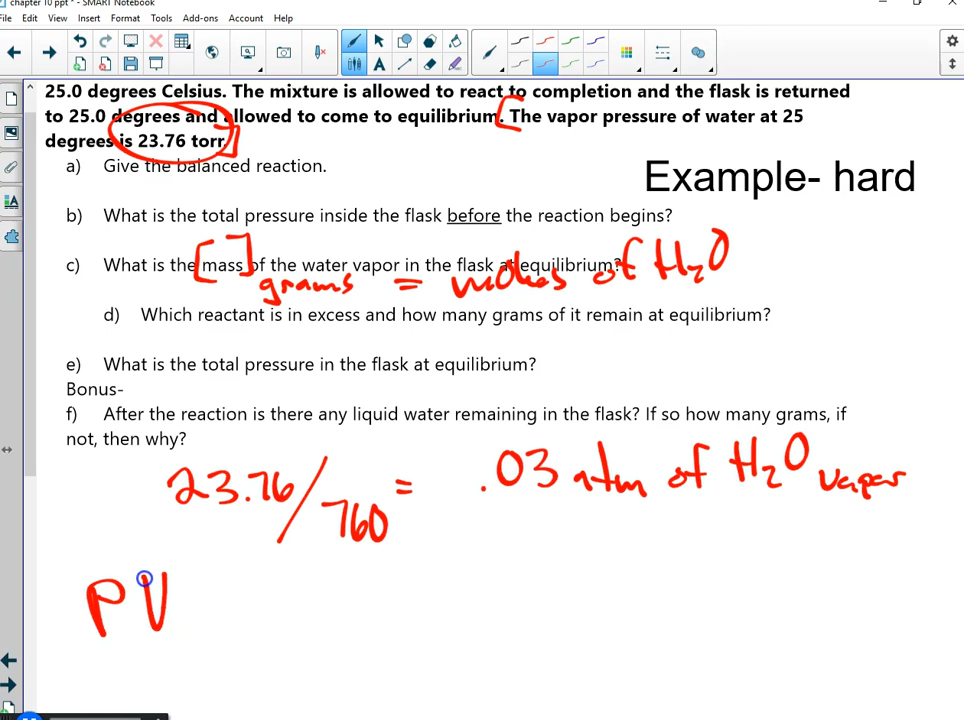 chapter 10 ppt * - SMART Notebook
File Edit View Insert Format Tools Add-ons Account Help
25.0 degrees Celsius. The mixture is allowed to react to completion and the flask is returned
to 25.0 degrees and allowed to come to equilibrium. [ The vapor pressure of water at 25
degrees is 23.76 torr. ]
a) Give the balanced reaction.
Example- hard
b) What is the total pressure inside the flask before the reaction begins?
c) What is the [mass] of the water vapor in the flask at equilibrium?
grams = moles of H2O
d) Which reactant is in excess and how many grams of it remain at equilibrium?
e) What is the total pressure in the flask at equilibrium?
Bonus-
f) After the reaction is there any liquid water remaining in the flask? If so how many grams, if
not, then why?
23.76/760 = .03 atm of H2O vapor
PV